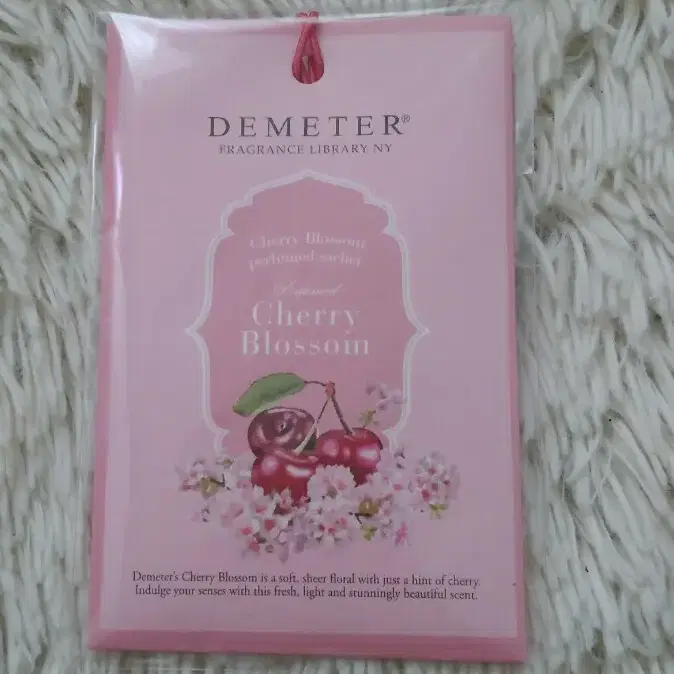 DEMETER®
FRAGRANCE LIBRARY NY
Cherry Blossom
perfumed sachet
Cherry
Blossom
Demeter's Cherry Blossom is a soft, sheer floral with just a hint of cherry.
Indulge your senses with this fresh, light and stunningly beautiful scent.